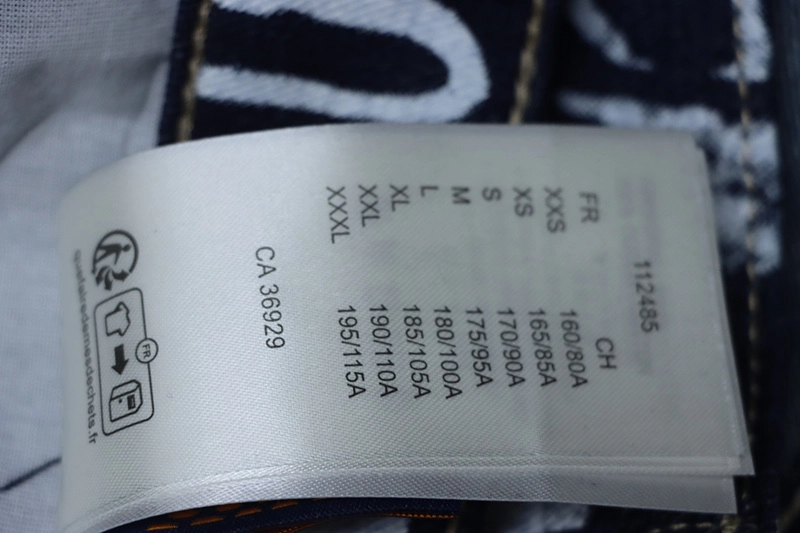 112485
FR CH
XXS 160/80A
XS 165/85A
S 170/90A
M 175/95A
L 180/100A
XL 185/105A
XXL 190/110A
XXXL 195/115A
CA 36929
FR
quefairedemesdechets.fr